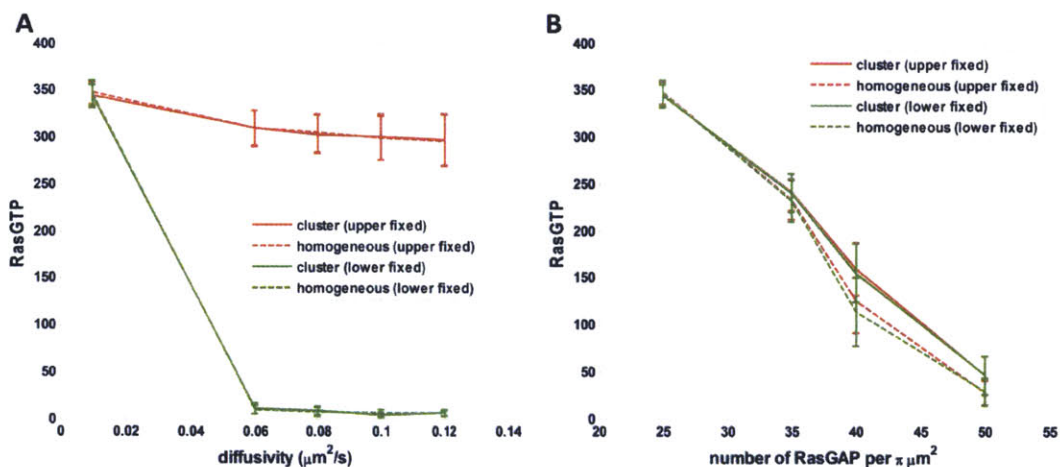 A
400
350
300
250
200
150
100
50
0
RasGTP
cluster (upper fixed)
homogeneous (upper fixed)
cluster (lower fixed)
homogeneous (lower fixed)
0 0.02 0.04 0.06 0.08 0.1 0.12 0.14
diffusivity (μm²/s)
B
400
350
300
250
200
150
100
50
0
RasGTP
cluster (upper fixed)
homogeneous (upper fixed)
cluster (lower fixed)
homogeneous (lower fixed)
20 25 30 35 40 45 50 55
number of RasGAP per π μm²